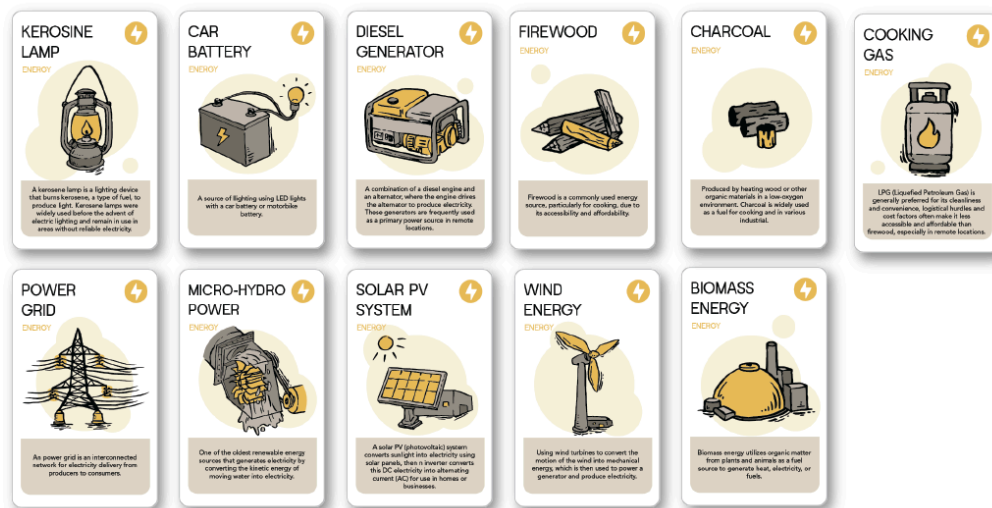 KEROSINE
LAMP
ENERGY
A kerosene lamp is a lighting device
that burns kerosene, a type of fuel, to
produce light. Kerosene lamps were
widely used before the advent of
electric lighting and remain in use in
areas without reliable electricity.
CAR
BATTERY
ENERGY
A source of flighting using LED lights
with a car battery or motorbike
battery.
DIESEL
GENERATOR
ENERGY
A combination of a diesel engine and
an alternator, where the engine drives
the alternator to produce electricity.
These generators are frequently used
as a primary power source in remote
locations.
FIREWOOD
ENERGY
Firewood is a commonly used energy
source, particularly for cooking, due to
its accessibility and affordability.
CHARCOAL
ENERGY
Produced by heating wood or other
organic materials in a low-oxygen
environment. Charcoal is widely used
as a fuel for cooking and in various
industrial.
COOKING
GAS
ENERGY
LPG (Liquefied Petroleum Gas) is
generally preferred for its cleanliness
and convenience, logistical hurdles and
cost factors often make it less
accessible and affordable than
firewood, especially in remote locations.
POWER
GRID
ENERGY
An power grid is an interconnected
network for electricity delivery from
producers to consumers.
MICRO-HYDRO
POWER
ENERGY
One of the oldest renewable energy
sources that generates electricity by
converting the kinetic energy of
moving water into electricity.
SOLAR PV
SYSTEM
ENERGY
A solar PV (photovoltaic) system
converts sunlight into electricity using
solar panels, then n inverter converts
this DC electricity into alternating
current (AC) for use in homes or
businesses.
WIND
ENERGY
ENERGY
Using wind turbines to convert the
motion of the wind into mechanical
energy, which is then used to power a
generator and produce electricity.
BIOMASS
ENERGY
ENERGY
Biomass energy utilizes organic matter
from plants and animals as a fuel
source to generate heat, electricity, or
fuels.